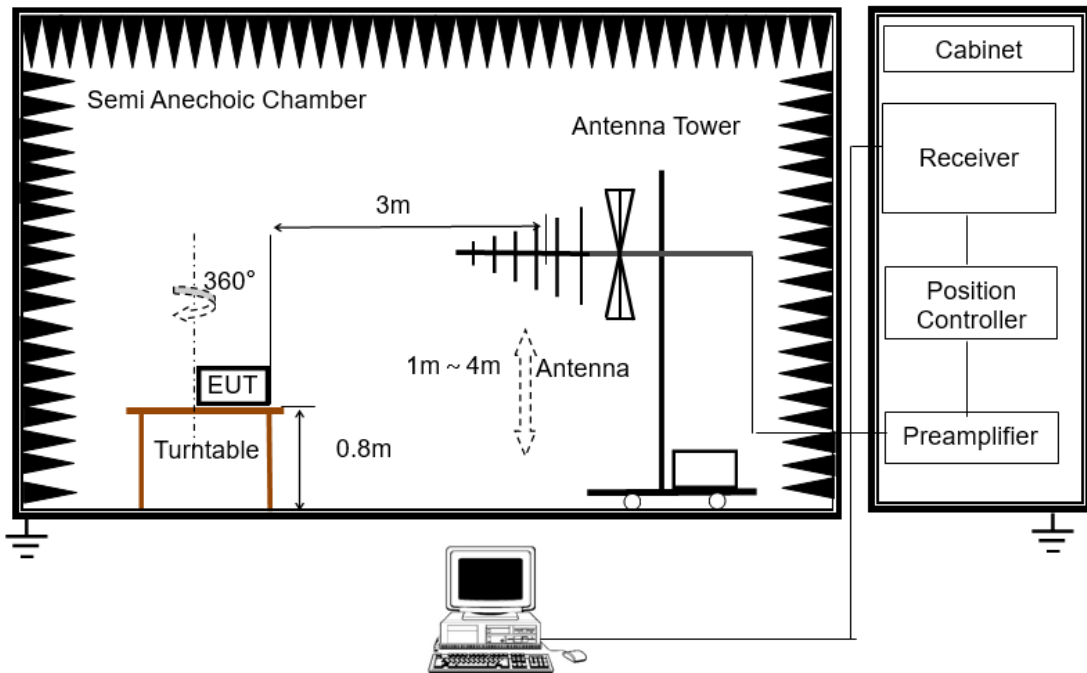 Semi Anechoic Chamber
Antenna Tower
3m
360°
1m ~ 4m
Antenna
EUT
Turntable
0.8m
Cabinet
Receiver
Position
Controller
Preamplifier